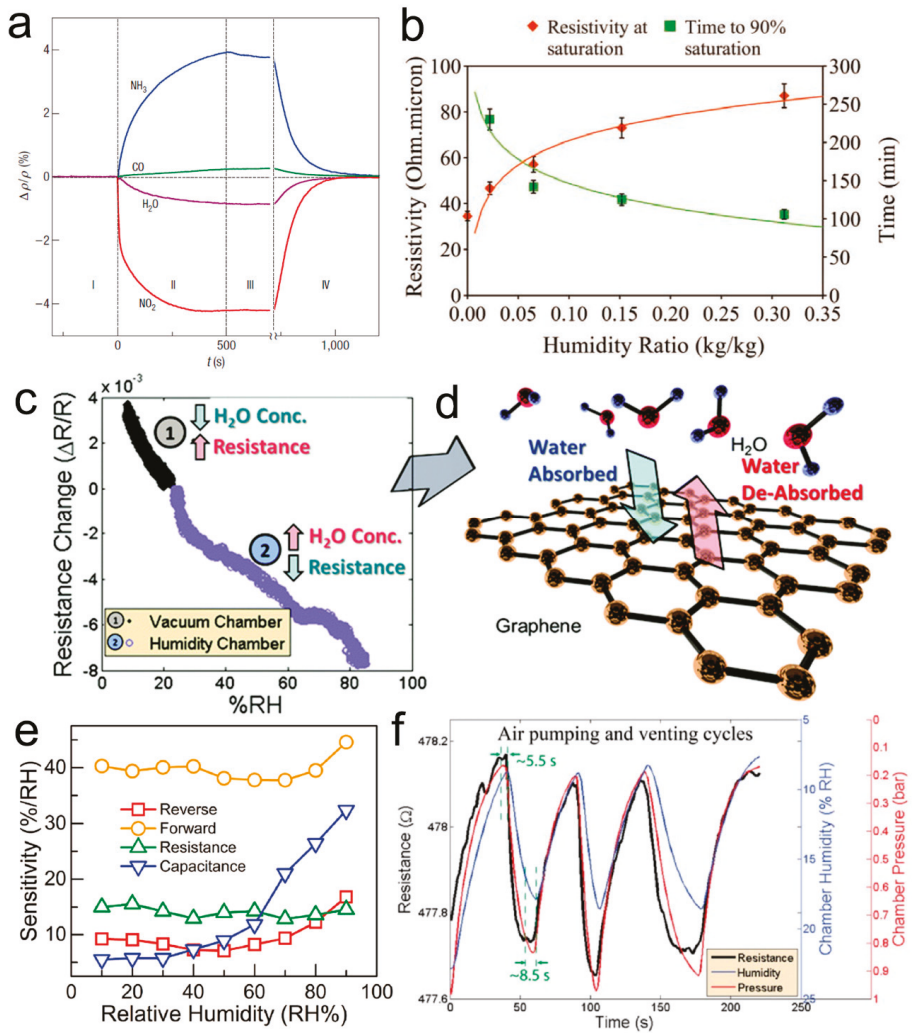 a
4
2
0
−2
−4
Δ ρ/ρ (%)
NH3
CO
H2O
NO2
I
II
III
IV
0
500
1,000
t (s)
b
Resistivity at saturation
Time to 90% saturation
100
80
60
40
20
0
Resistivity (Ohm.micron)
300
250
200
150
100
50
0
Time (min)
0.00
0.05
0.10
0.15
0.20
0.25
0.30
0.35
Humidity Ratio (kg/kg)
c
x 10-3
4
2
0
-2
-4
-6
-8
Resistance Change (ΔR/R)
1
H2O Conc.
Resistance
2
H2O Conc.
Resistance
1 Vacuum Chamber
2 Humidity Chamber
0
20
40
60
80
100
%RH
d
H2O
Water
Absorbed
Water
De-Absorbed
Graphene
e
40
30
20
10
Sensitivity (%/RH)
Reverse
Forward
Resistance
Capacitance
0
20
40
60
80
100
Relative Humidity (RH%)
f
Air pumping and venting cycles
~5.5 s
~8.5 s
478.2
478
477.8
477.6
Resistance (Ω)
5
10
15
20
25
Chamber Humidity (% RH)
0
0.1
0.2
0.3
0.4
0.5
0.6
0.7
0.8
0.9
1
Chamber Pressure (bar)
Resistance
Humidity
Pressure
0
50
100
150
200
250
Time (s)